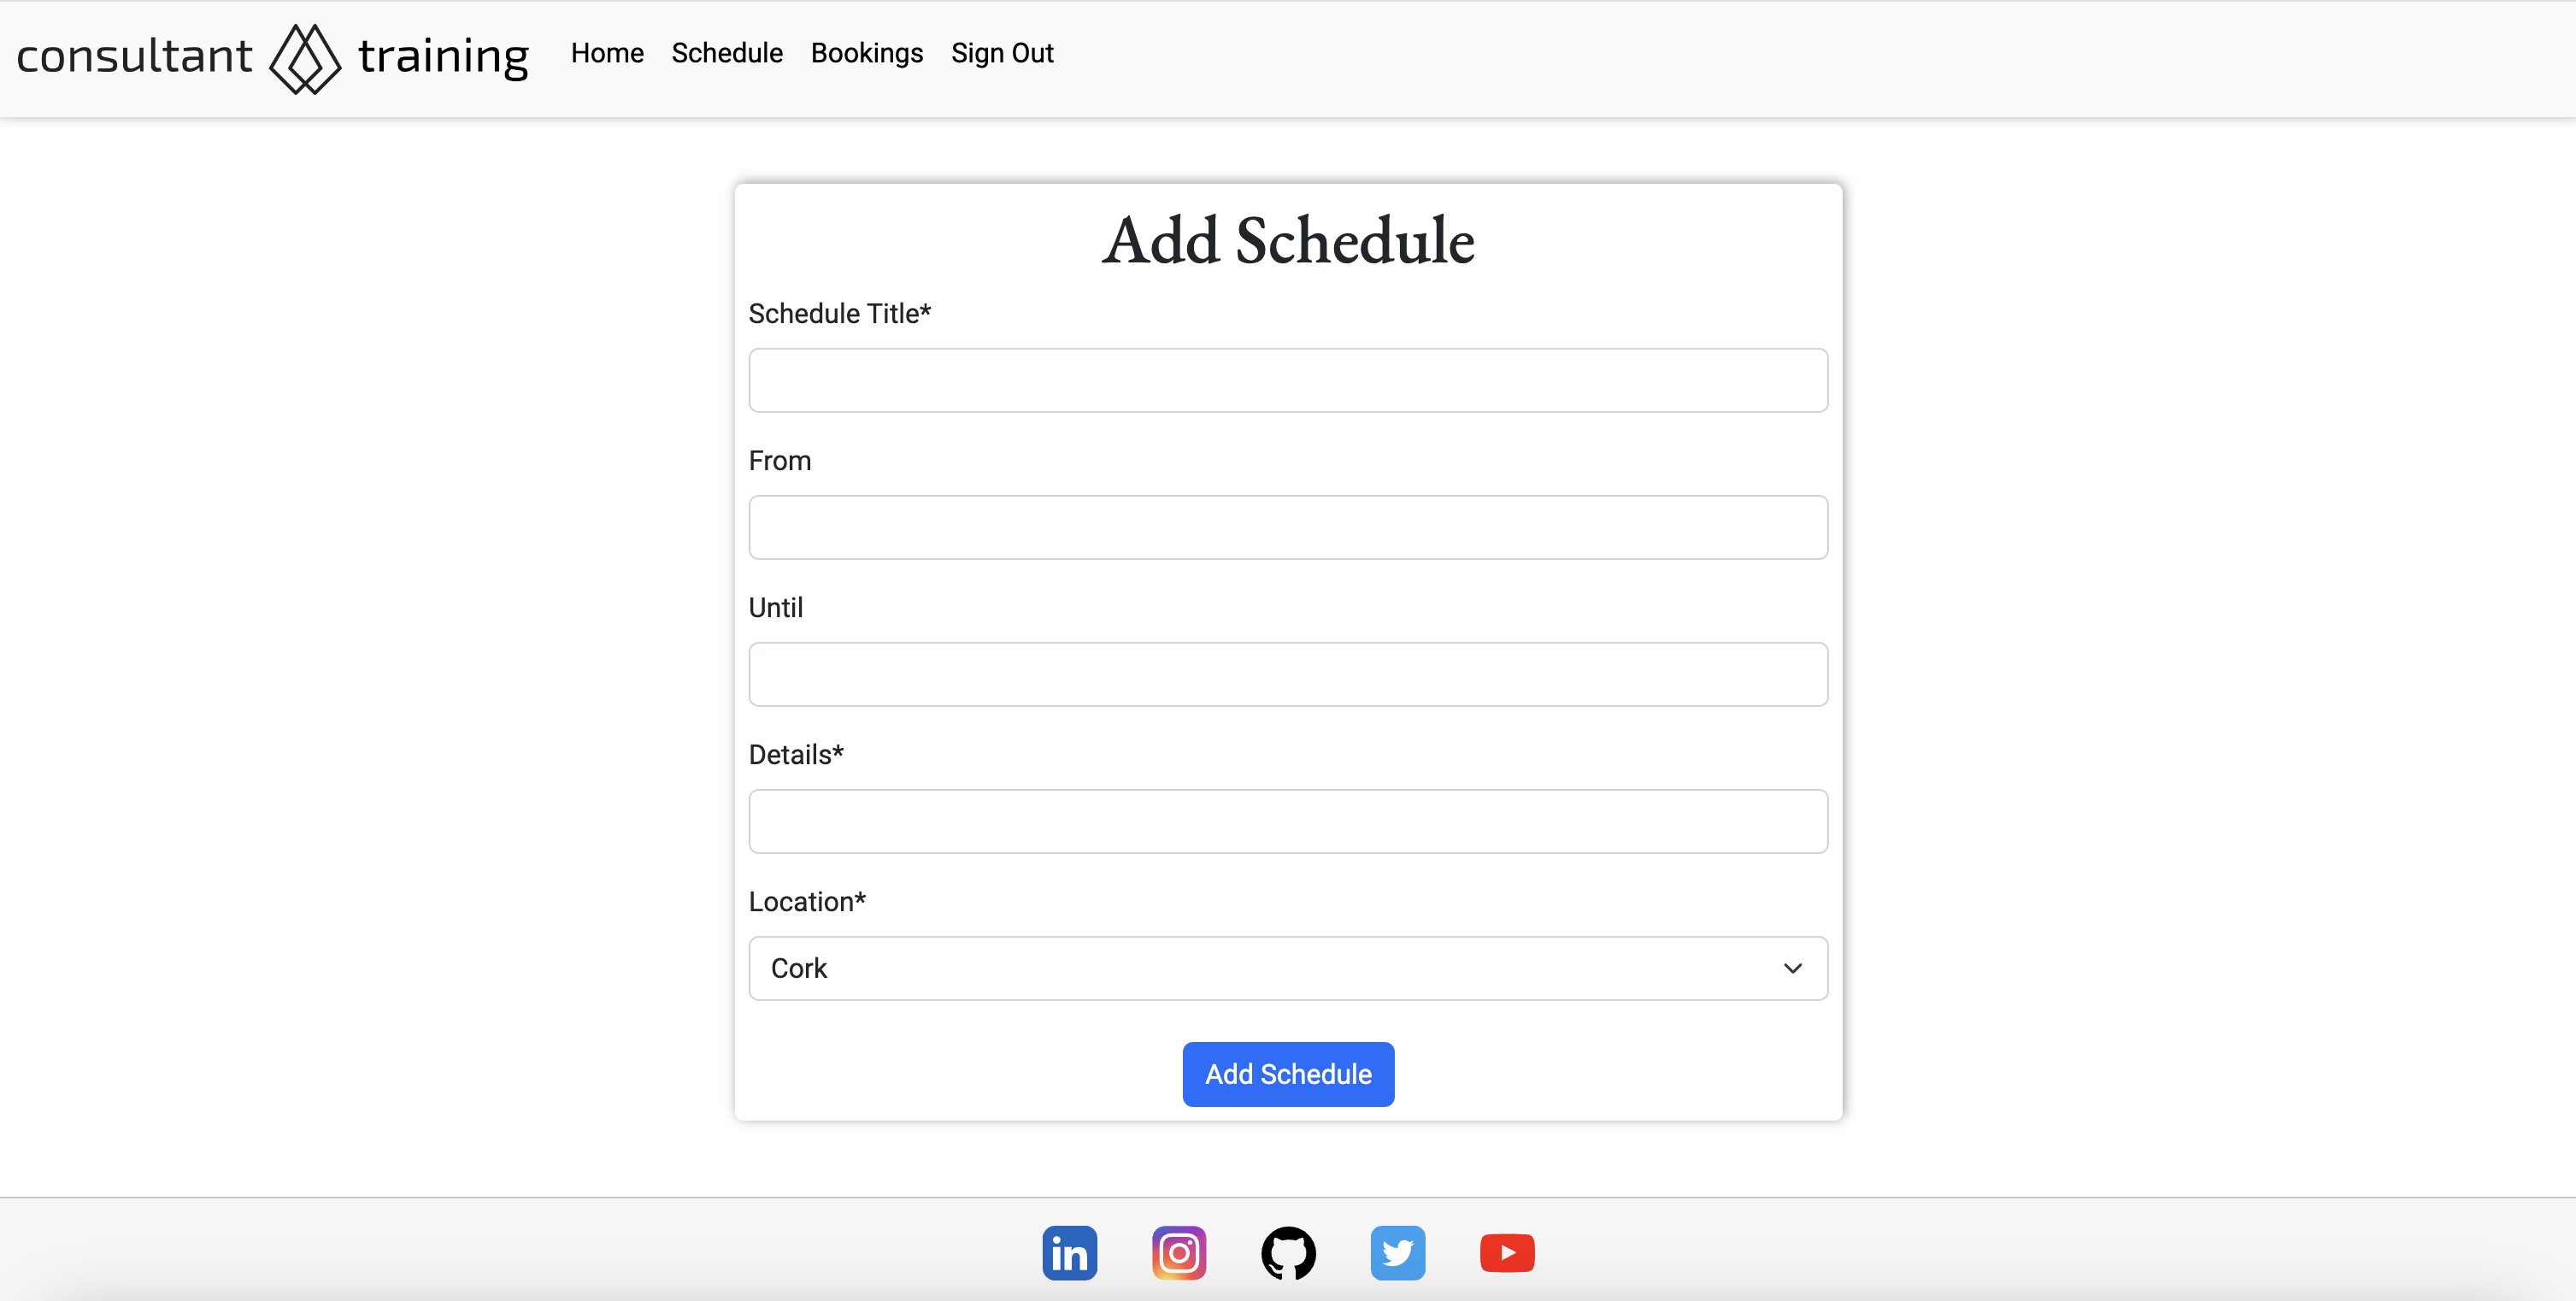 consultant training
Home Schedule Bookings Sign Out
Add Schedule
Schedule Title*
From
Until
Details*
Location*
Cork
Add Schedule
in